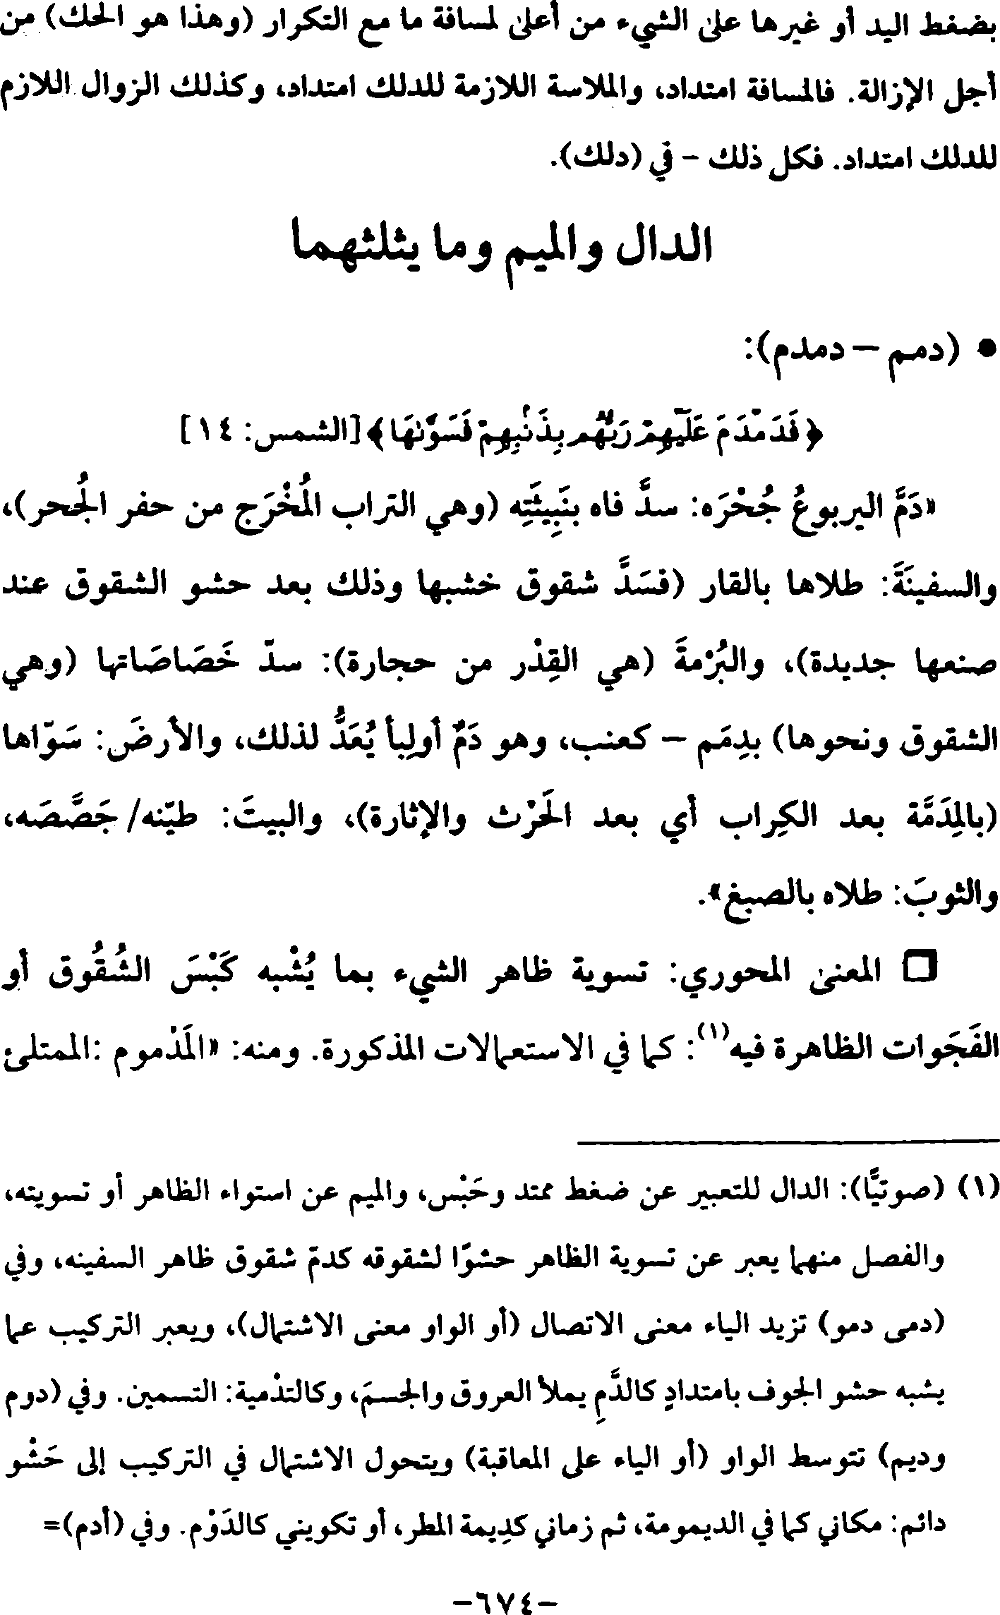 بضغط اليد أو غيرها على الشيء من أعلىٰ لمسافة ما مع التكرار (وهذا هو الحك) من
أجل الإزالة. فالمسافة امتداد، والملاسة اللازمة للدلك امتداد، وكذلك الزوال اللازم
للدلك امتداد. فكل ذلك – في (دلك).
الدال والميم وما يثلثهما
● (دمم – دمدم):
﴿فَدَمْدَمَ عَلَيْهِمْ رَبُّهُم بِذَنۢبِهِمْ فَسَوَّىٰهَا﴾ [الشمس: ١٤]
«دَمَّ اليربوعُ جُحْرَه: سدَّ فاه بنَبِيثَتِه (وهي التراب المُخْرَج من حفر الجُحر)،
والسفينَةَ: طلاها بالقار (فسَدَّ شقوق خشبها وذلك بعد حشو الشقوق عند
صنعها جديدة)، والبُرْمةَ (هي القِدْر من حجارة): سدّ خَصَاصَاتها (وهي
الشقوق ونحوها) بدِمَم – كعنب، وهو دَمٌ أولِبأ يُعَدُّ لذلك، والأرضَ: سَوّاها
(بالمِدَمَّة بعد الكِراب أي بعد الحَرْث والإثارة)، والبيتَ: طيّنه/ جَصَّصَه،
والثوبَ: طلاه بالصبغ».
❑ المعنىٰ المحوري: تسوية ظاهر الشيء بما يُشْبه كَبْسَ الشُقُوق أو
الفَجَوات الظاهرة فيه(١): كما في الاستعمالات المذكورة. ومنه: «المَذْموم :الممتلئ
(١) (صوتيًّا): الدال للتعبير عن ضغط ممتد وحَبْس، والميم عن استواء الظاهر أو تسويته،
والفصل منهما يعبر عن تسوية الظاهر حشوًا لشقوقه كدمّ شقوق ظاهر السفينه، وفي
(دمى دمو) تزيد الياء معنى الاتصال (أو الواو معنى الاشتمال)، ويعبر التركيب عما
يشبه حشو الجوف بامتدادٍ كالدَّمِ يملأ العروق والجسمَ، وكالتدْمية: التسمين. وفي (دوم
وديم) تتوسط الواو (أو الياء على المعاقبة) ويتحول الاشتمال في التركيب إلى حَشْو
دائم: مكاني كما في الديمومة، ثم زماني كدِيمة المطر، أو تكويني كالدَوْم. وفي (أدم)=
–٦٧٤–